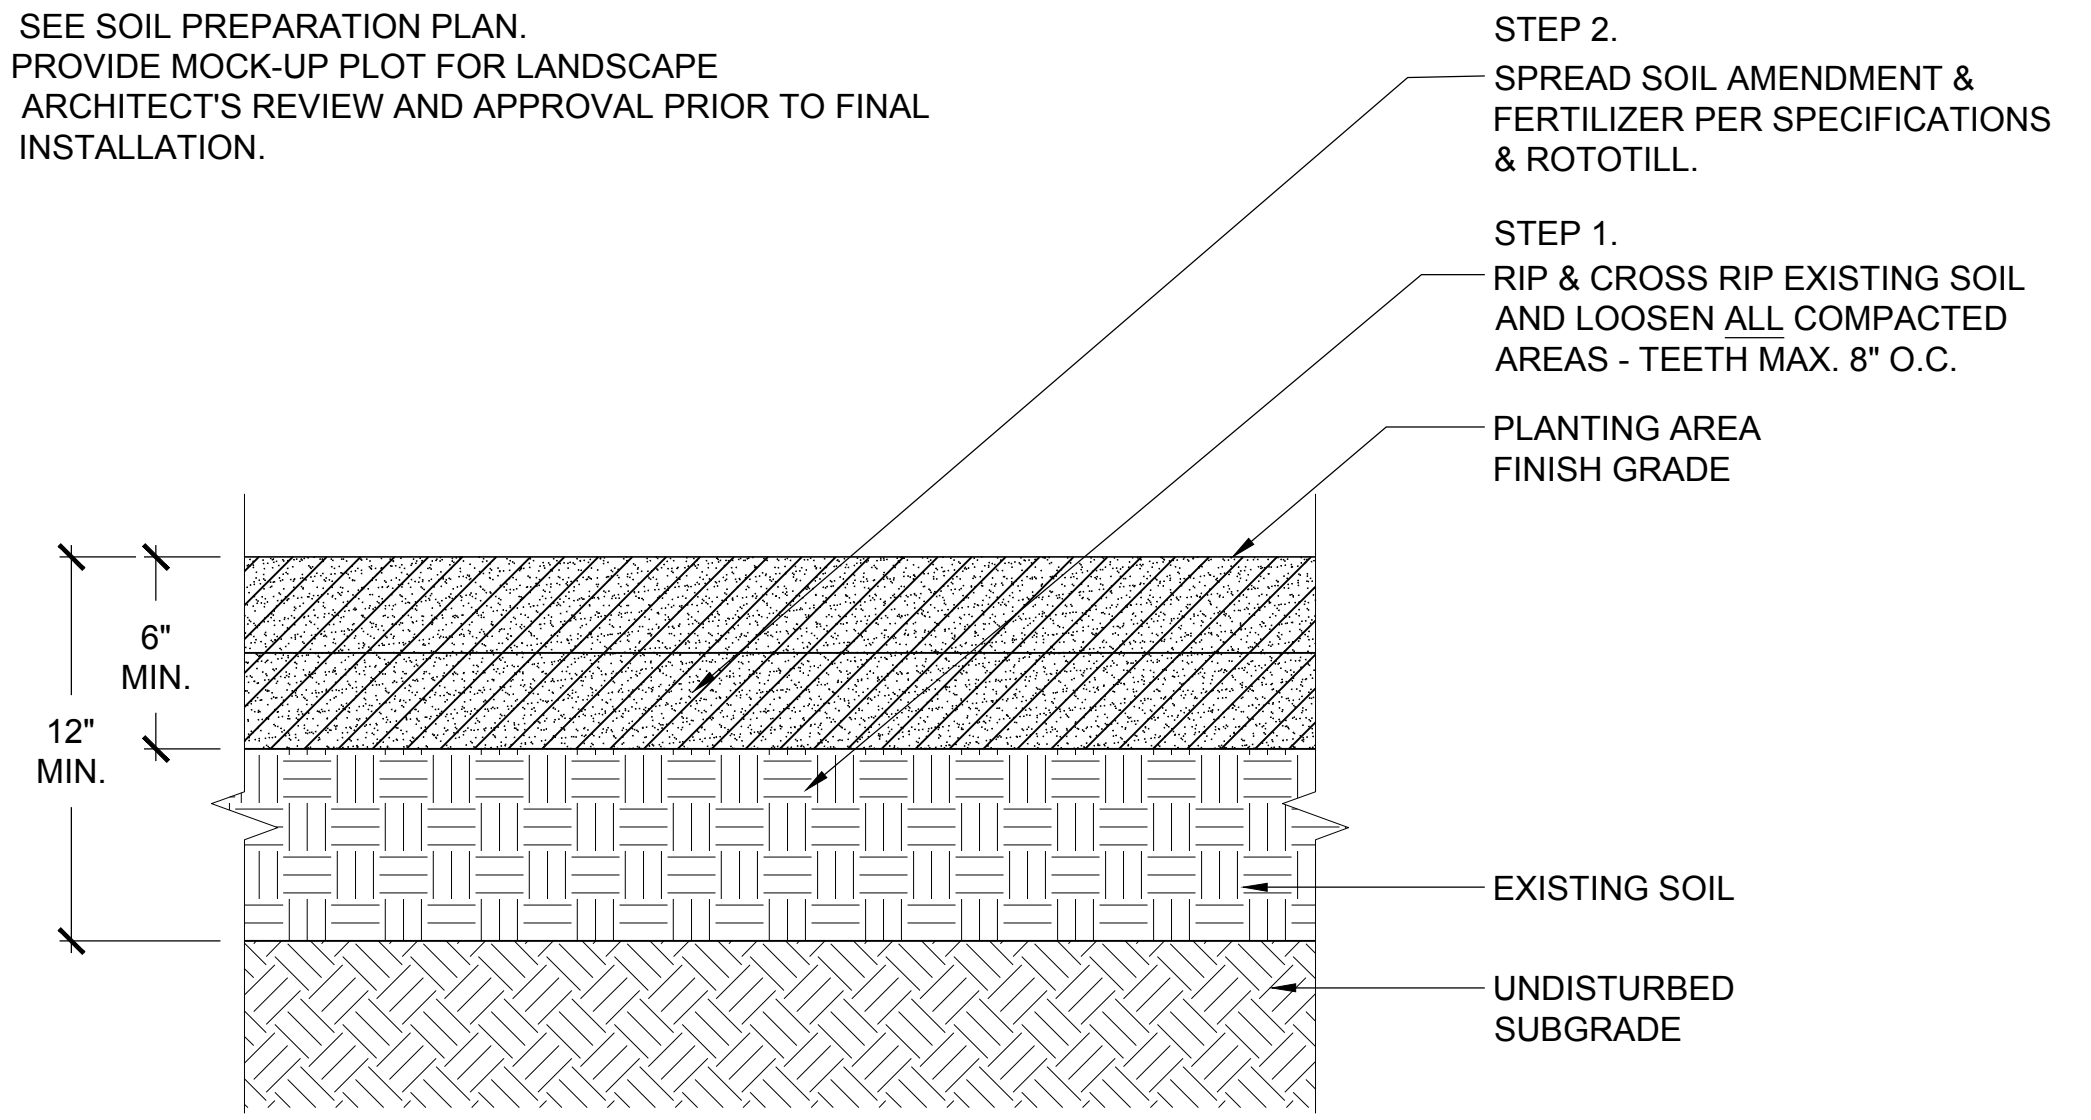 SEE SOIL PREPARATION PLAN.
PROVIDE MOCK-UP PLOT FOR LANDSCAPE
ARCHITECT'S REVIEW AND APPROVAL PRIOR TO FINAL
INSTALLATION.
STEP 2.
SPREAD SOIL AMENDMENT &
FERTILIZER PER SPECIFICATIONS
& ROTOTILL.
STEP 1.
RIP & CROSS RIP EXISTING SOIL
AND LOOSEN ALL COMPACTED
AREAS - TEETH MAX. 8" O.C.
PLANTING AREA
FINISH GRADE
6"
MIN.
12"
MIN.
EXISTING SOIL
UNDISTURBED
SUBGRADE